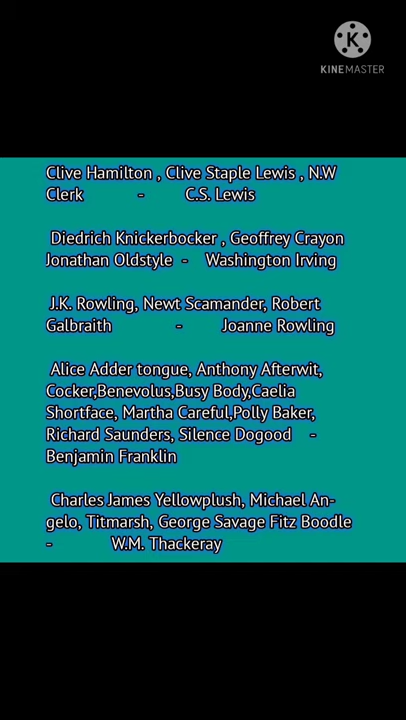 K
KINEMASTER
Clive Hamilton , Clive Staple Lewis , N.W
Clerk - C.S. Lewis
Diedrich Knickerbocker , Geoffrey Crayon
Jonathan Oldstyle - Washington Irving
J.K. Rowling, Newt Scamander, Robert
Galbraith - Joanne Rowling
Alice Adder tongue, Anthony Afterwit,
Cocker,Benevolus,Busy Body,Caelia
Shortface, Martha Careful,Polly Baker,
Richard Saunders, Silence Dogood -
Benjamin Franklin
Charles James Yellowplush, Michael An-
gelo, Titmarsh, George Savage Fitz Boodle
- W.M. Thackeray